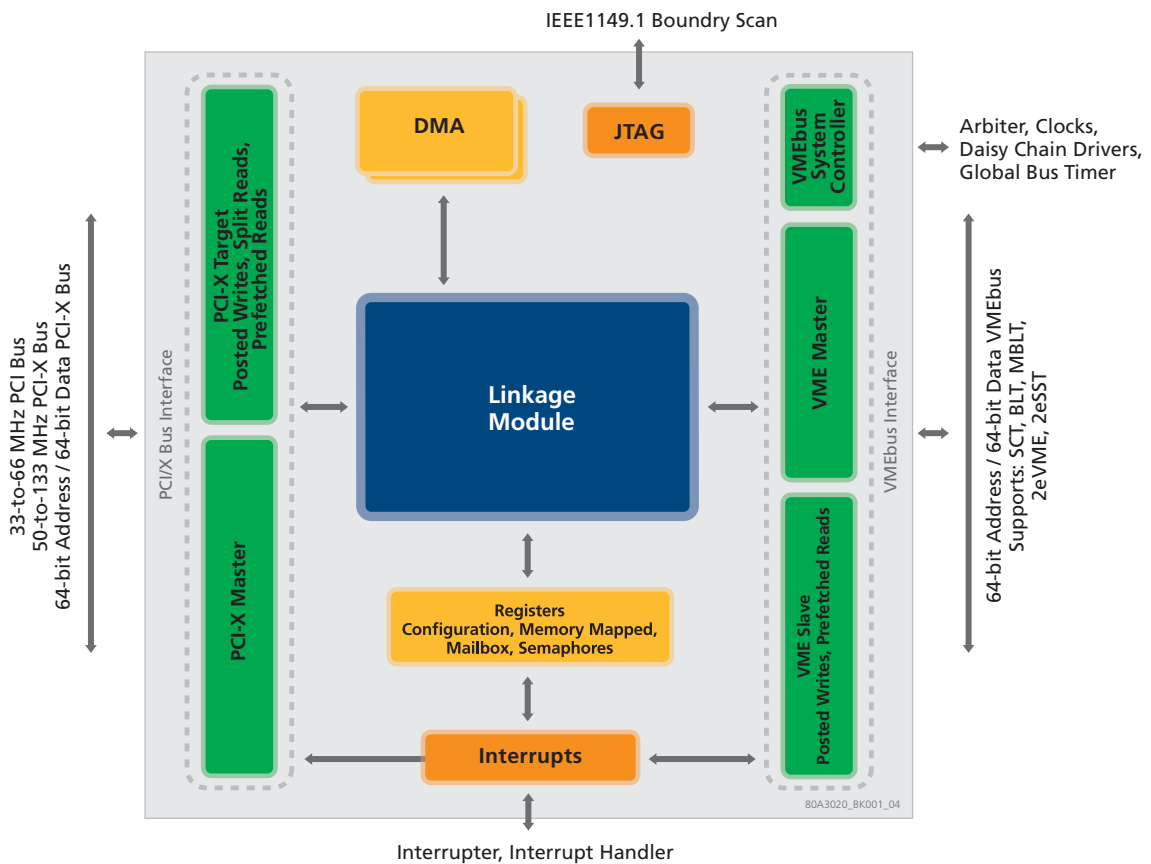 IEEE1149.1 Boundry Scan
DMA
JTAG
VMEbus
System
Controller
Arbiter, Clocks,
Daisy Chain Drivers,
Global Bus Timer
PCI-X Target
Posted Writes, Split Reads,
Prefetched Reads
33-to-66 MHz PCI Bus
50-to-133 MHz PCI-X Bus
64-bit Address / 64-bit Data PCI-X Bus
PCI/X Bus Interface
Linkage
Module
VME Master
VMEbus Interface
64-bit Address / 64-bit Data VMEbus
Supports: SCT, BLT, MBLT,
2eVME, 2eSST
PCI-X Master
Registers
Configuration, Memory Mapped,
Mailbox, Semaphores
VME Slave
Posted Writes, Prefetched Reads
Interrupts
80A3020_BK001_04
Interrupter, Interrupt Handler